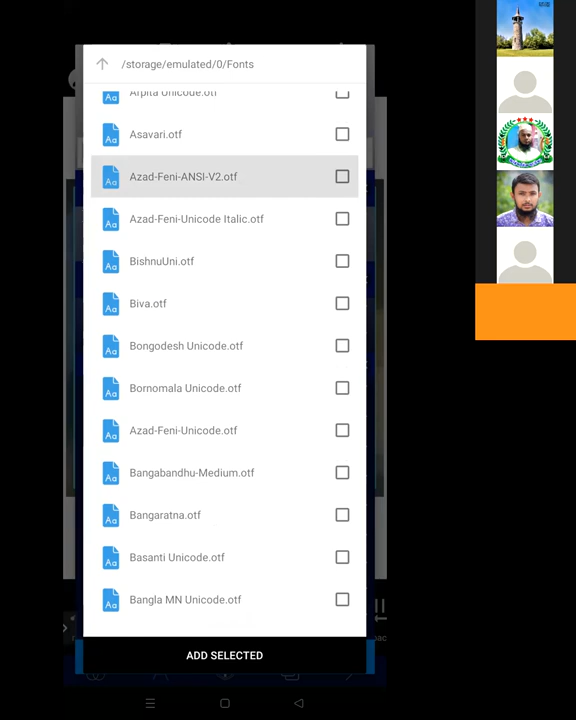 /storage/emulated/0/Fonts
Arpita Unicode.otf
Asavari.otf
Azad-Feni-ANSI-V2.otf
Azad-Feni-Unicode Italic.otf
BishnuUni.otf
Biva.otf
Bongodesh Unicode.otf
Bornomala Unicode.otf
Azad-Feni-Unicode.otf
Bangabandhu-Medium.otf
Bangaratna.otf
Basanti Unicode.otf
Bangla MN Unicode.otf
ADD SELECTED